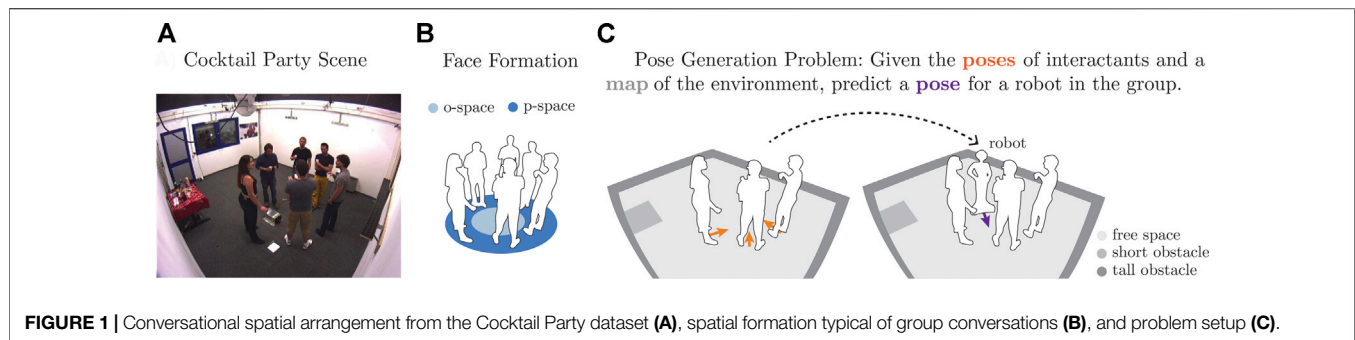 A
Cocktail Party Scene
B
Face Formation
o-space p-space
C
Pose Generation Problem: Given the poses of interactants and a
map of the environment, predict a pose for a robot in the group.
robot
free space
short obstacle
tall obstacle
FIGURE 1 | Conversational spatial arrangement from the Cocktail Party dataset (A), spatial formation typical of group conversations (B), and problem setup (C).